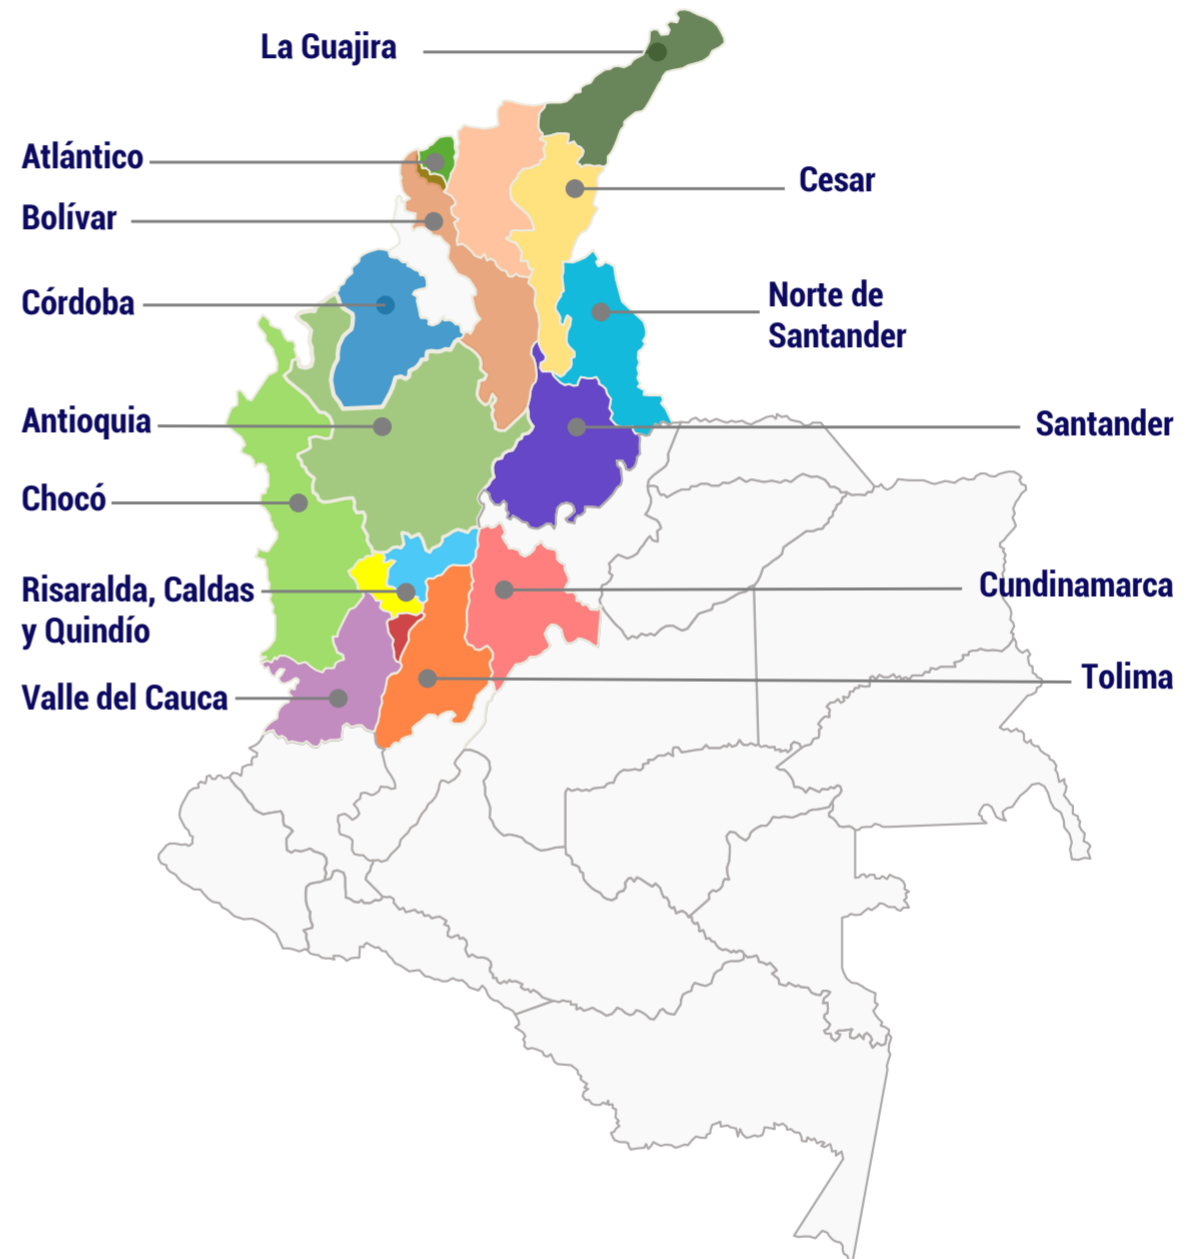 La Guajira
Atlántico
Cesar
Bolívar
Córdoba
Norte de
Santander
Antioquia
Santander
Chocó
Risaralda, Caldas
y Quindío
Cundinamarca
Valle del Cauca
Tolima